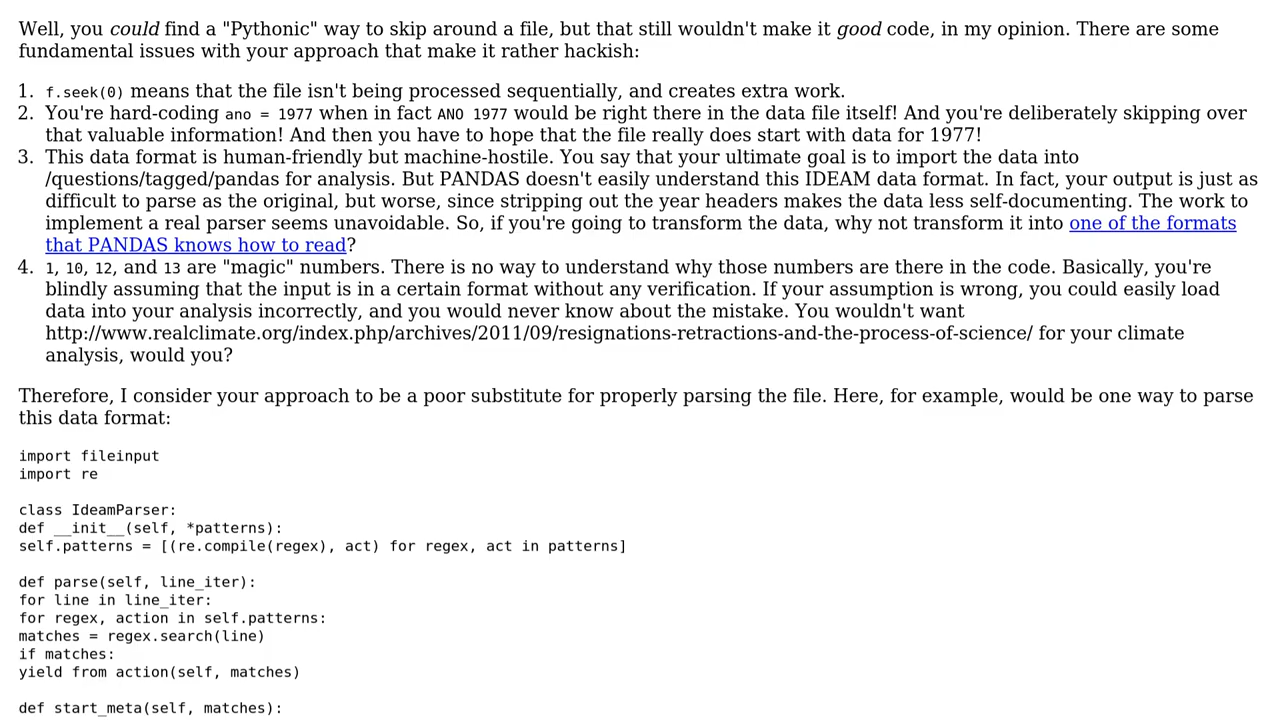 Well, you could find a "Pythonic" way to skip around a file, but that still wouldn't make it good code, in my opinion. There are some
fundamental issues with your approach that make it rather hackish:
1. f.seek(0) means that the file isn't being processed sequentially, and creates extra work.
2. You're hard-coding ano = 1977 when in fact ANO 1977 would be right there in the data file itself! And you're deliberately skipping over
that valuable information! And then you have to hope that the file really does start with data for 1977!
3. This data format is human-friendly but machine-hostile. You say that your ultimate goal is to import the data into
/questions/tagged/pandas for analysis. But PANDAS doesn't easily understand this IDEAM data format. In fact, your output is just as
difficult to parse as the original, but worse, since stripping out the year headers makes the data less self-documenting. The work to
implement a real parser seems unavoidable. So, if you're going to transform the data, why not transform it into one of the formats
that PANDAS knows how to read?
4. 1, 10, 12, and 13 are "magic" numbers. There is no way to understand why those numbers are there in the code. Basically, you're
blindly assuming that the input is in a certain format without any verification. If your assumption is wrong, you could easily load
data into your analysis incorrectly, and you would never know about the mistake. You wouldn't want
http://www.realclimate.org/index.php/archives/2011/09/resignations-retractions-and-the-process-of-science/ for your climate
analysis, would you?
Therefore, I consider your approach to be a poor substitute for properly parsing the file. Here, for example, would be one way to parse
this data format:
import fileinput
import re
class IdeamParser:
def __init__(self, *patterns):
self.patterns = [(re.compile(regex), act) for regex, act in patterns]
def parse(self, line_iter):
for line in line_iter:
for regex, action in self.patterns:
matches = regex.search(line)
if matches:
yield from action(self, matches)
def start_meta(self, matches):